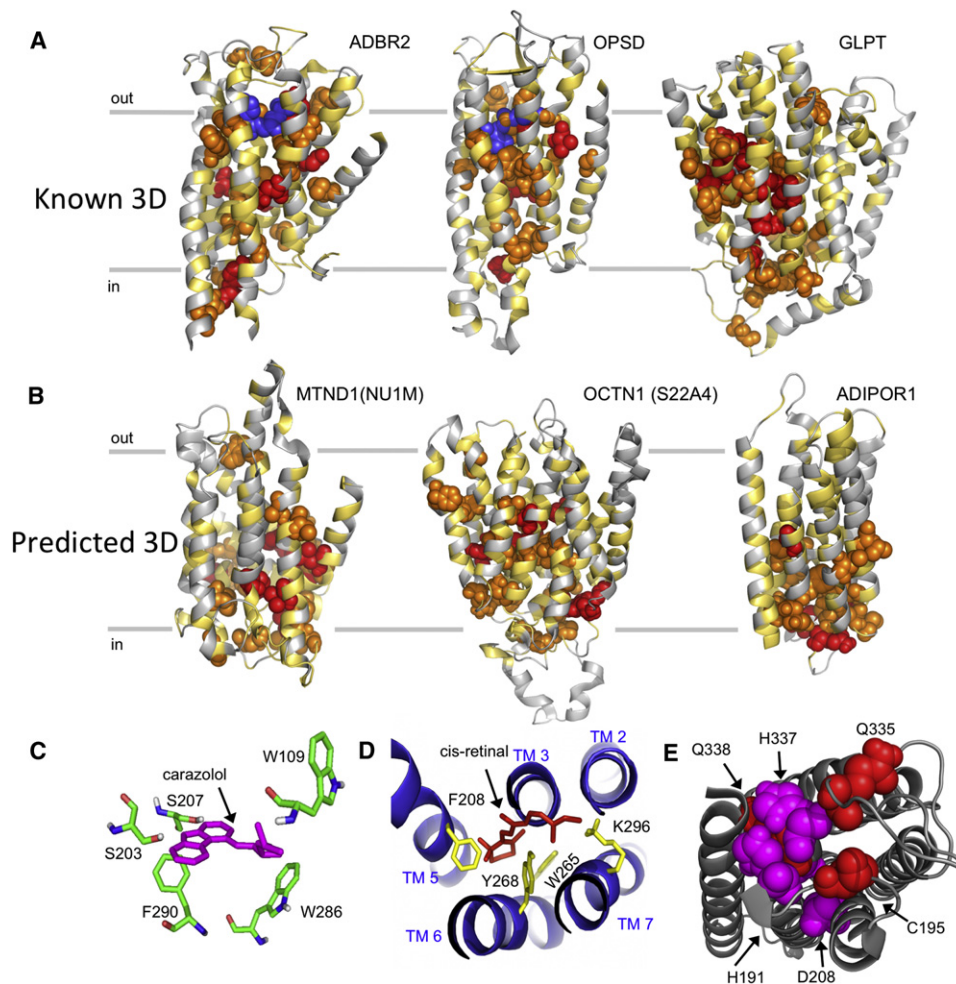 A
ADBR2
OPSD
GLPT
out
Known 3D
in
B
MTND1(NU1M)
OCTN1 (S22A4)
ADIPOR1
out
Predicted 3D
in
C
carazolol
W109
S207
S203
F290
W286
D
cis-retinal
TM 3
TM 2
F208
K296
TM 5
Y268
W265
TM 6
TM 7
E
Q338
H337
Q335
C195
H191
D208